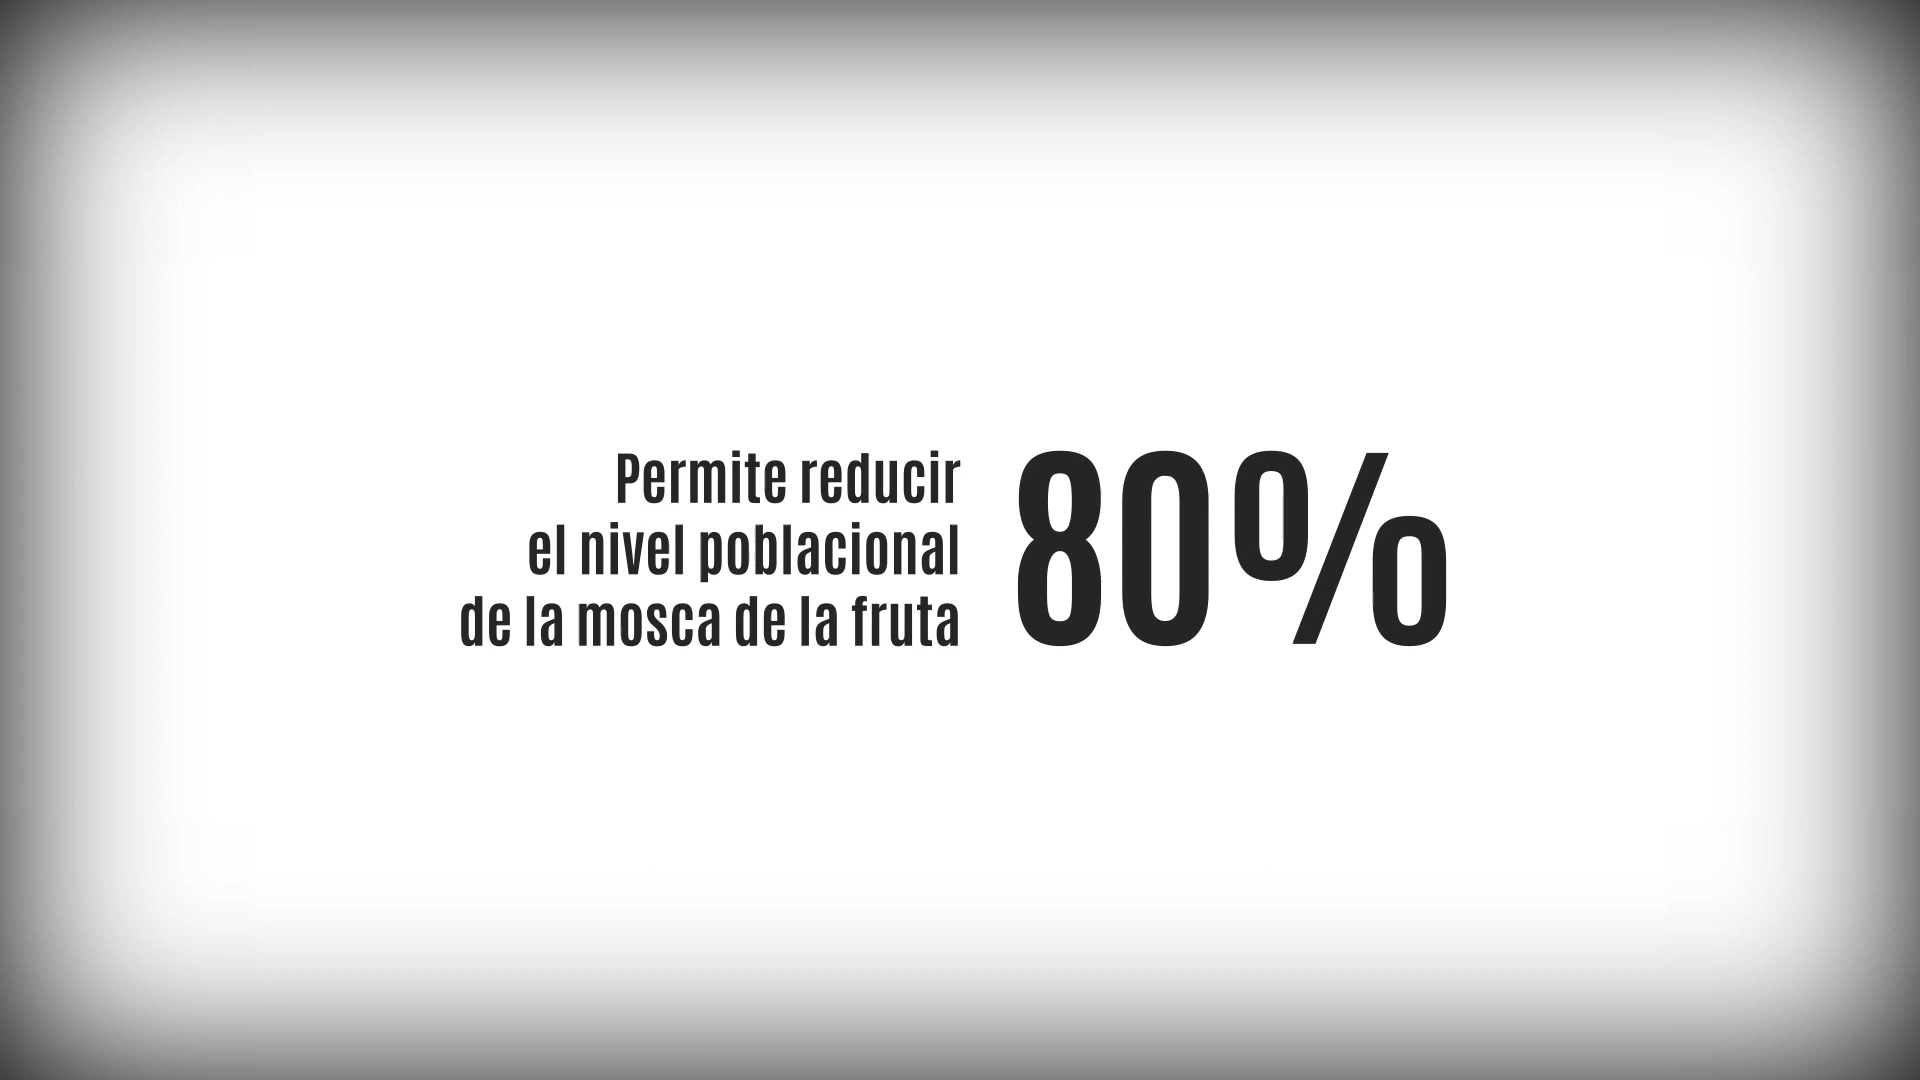 Permite reducir
el nivel poblacional
de la mosca de la fruta
80%